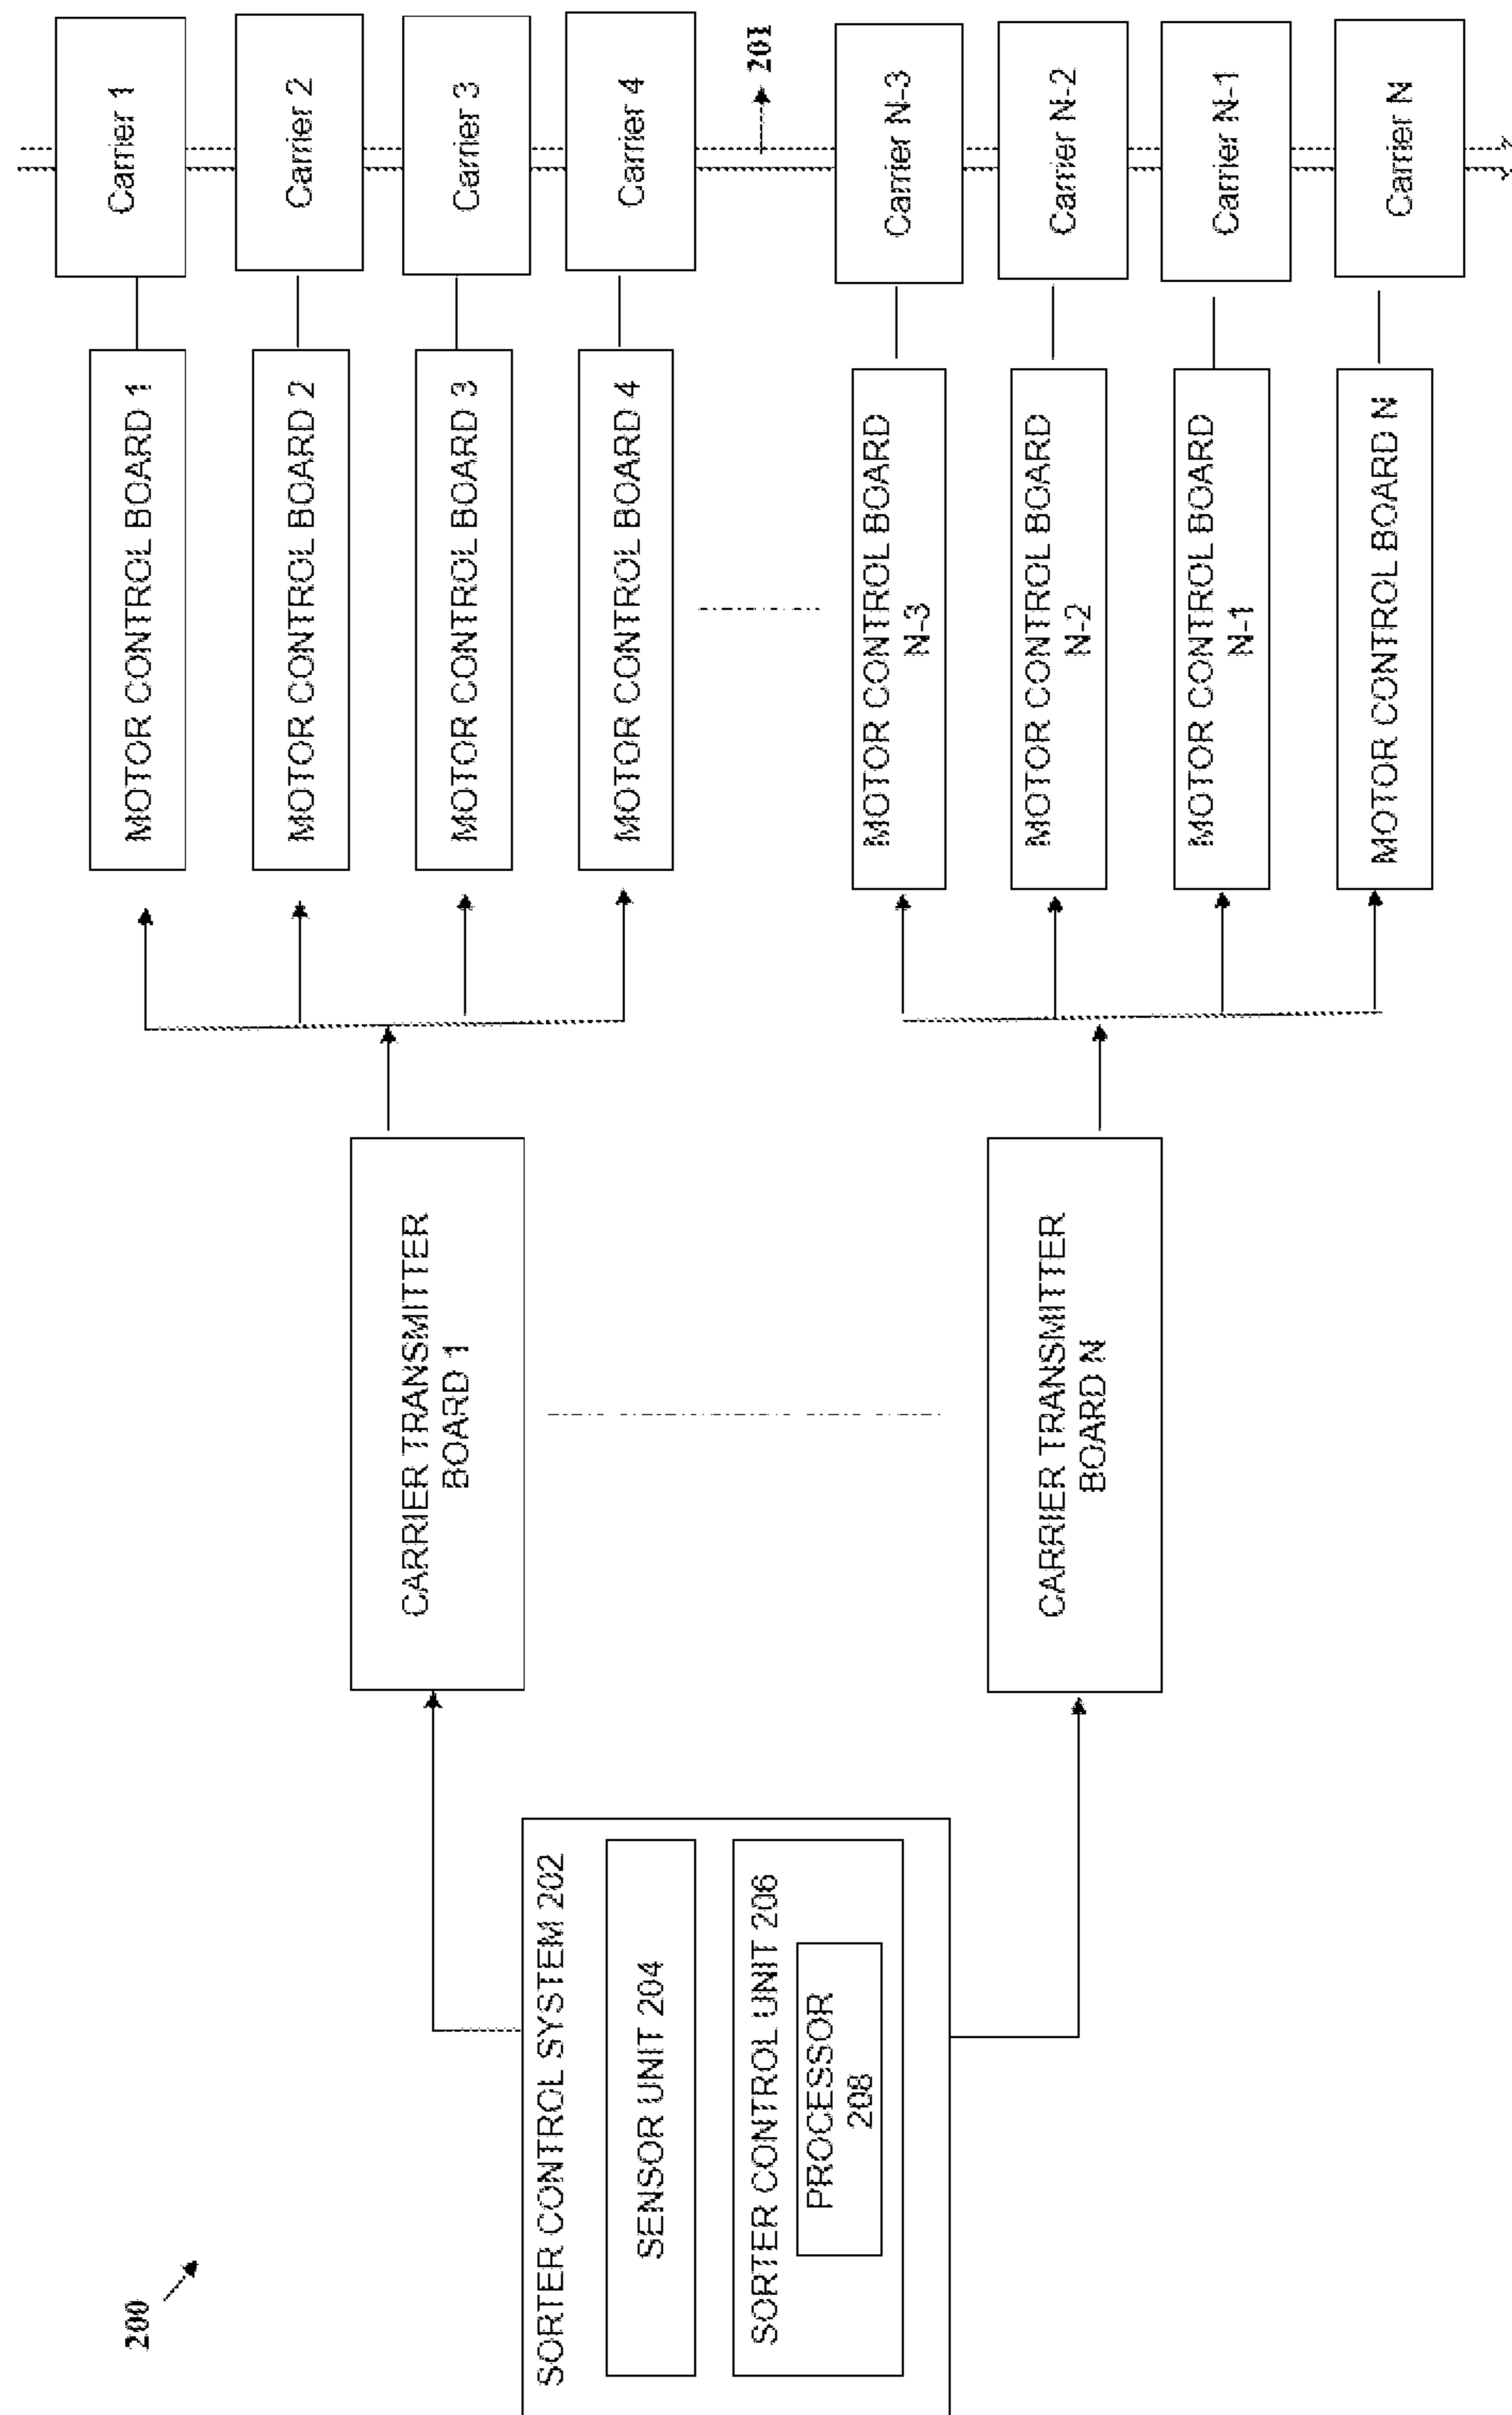 200
SORTER CONTROL SYSTEM 202
SENSOR UNIT 204
SORTER CONTROL UNIT 206
PROCESSOR
208
CARRIER TRANSMITTER
BOARD 1
CARRIER TRANSMITTER
BOARD N
MOTOR CONTROL BOARD 1
MOTOR CONTROL BOARD 2
MOTOR CONTROL BOARD 3
MOTOR CONTROL BOARD 4
MOTOR CONTROL BOARD
N-3
MOTOR CONTROL BOARD
N-2
MOTOR CONTROL BOARD
N-1
MOTOR CONTROL BOARD N
Carrier 1
Carrier 2
Carrier 3
Carrier 4
201
Carrier N-3
Carrier N-2
Carrier N-1
Carrier N